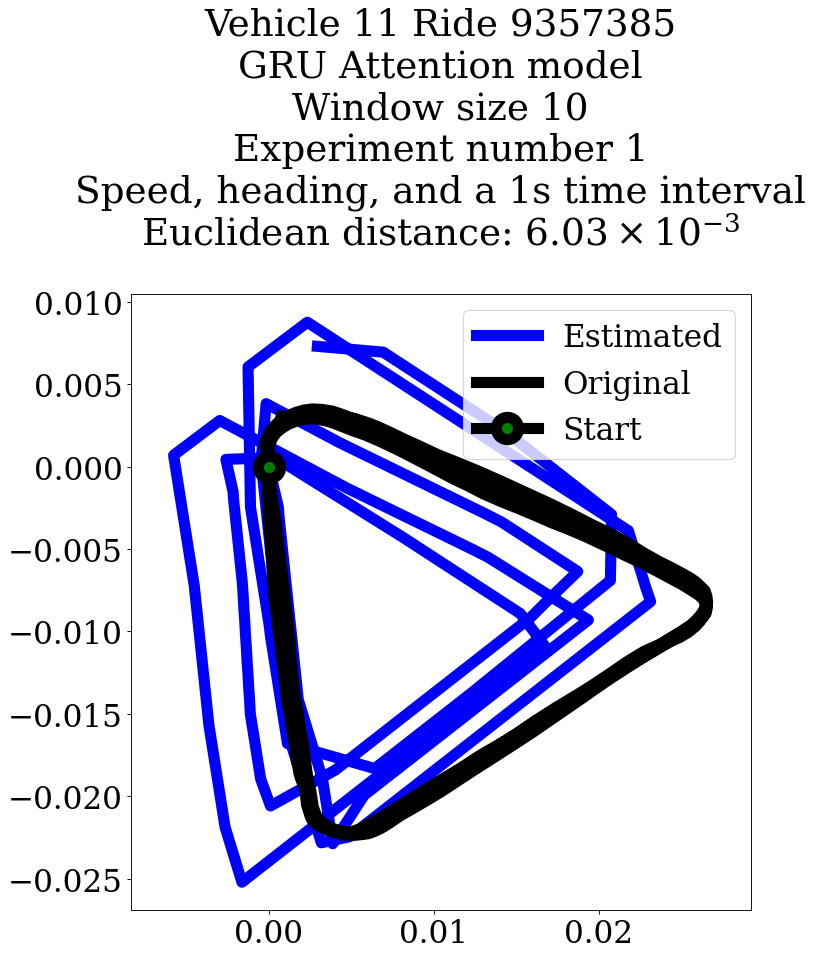 Vehicle 11 Ride 9357385
GRU Attention model
Window size 10
Experiment number 1
Speed, heading, and a 1s time interval
Euclidean distance: 6.03 × 10⁻³
0.010
0.005
0.000
−0.005
−0.010
−0.015
−0.020
−0.025
Estimated
Original
Start
0.00
0.01
0.02